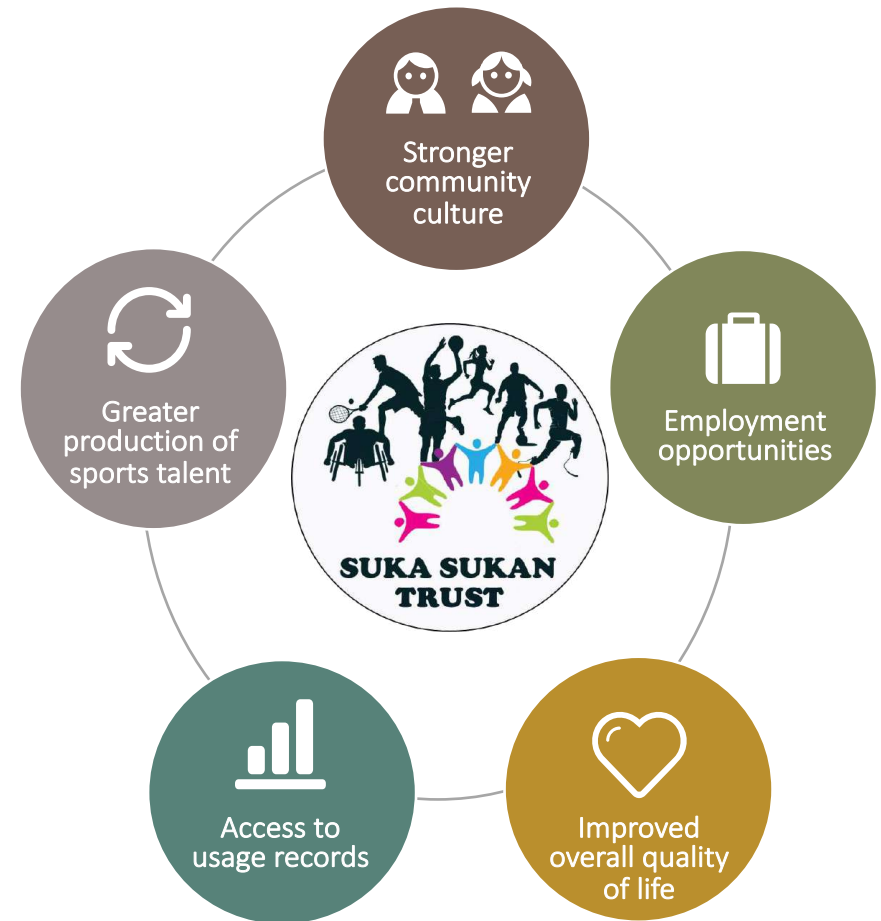 Stronger
community
culture
Employment
opportunities
Improved
overall quality
of life
Access to
usage records
Greater
production of
sports talent
SUKA SUKAN
TRUST